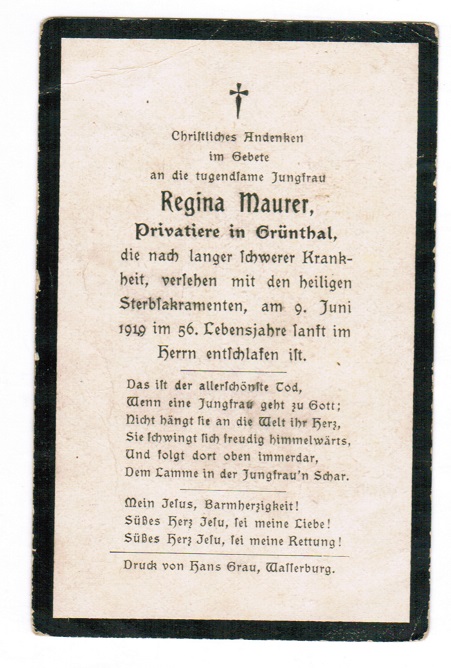 Christliches Andenken
im Gebete
an die tugendsame Jungfrau
Regina Maurer,
Privatiere in Grünthal,
die nach langer schwerer Krank-
heit, versehen mit den heiligen
Sterbsakramenten, am 9. Juni
1919 im 56. Lebensjahre sanft im
Herrn entschlafen ist.
Das ist der allerschönste Tod,
Wenn eine Jungfrau geht zu Gott;
Nicht hängt sie an die Welt ihr Herz,
Sie schwingt sich freudig himmelwärts,
Und folgt dort oben immerdar,
Dem Lamme in der Jungfrau'n Schar.
Mein Jesus, Barmherzigkeit!
Süßes Herz Jesu, sei meine Liebe!
Süßes Herz Jesu, sei meine Rettung!
Druck von Hans Grau, Wasserburg.